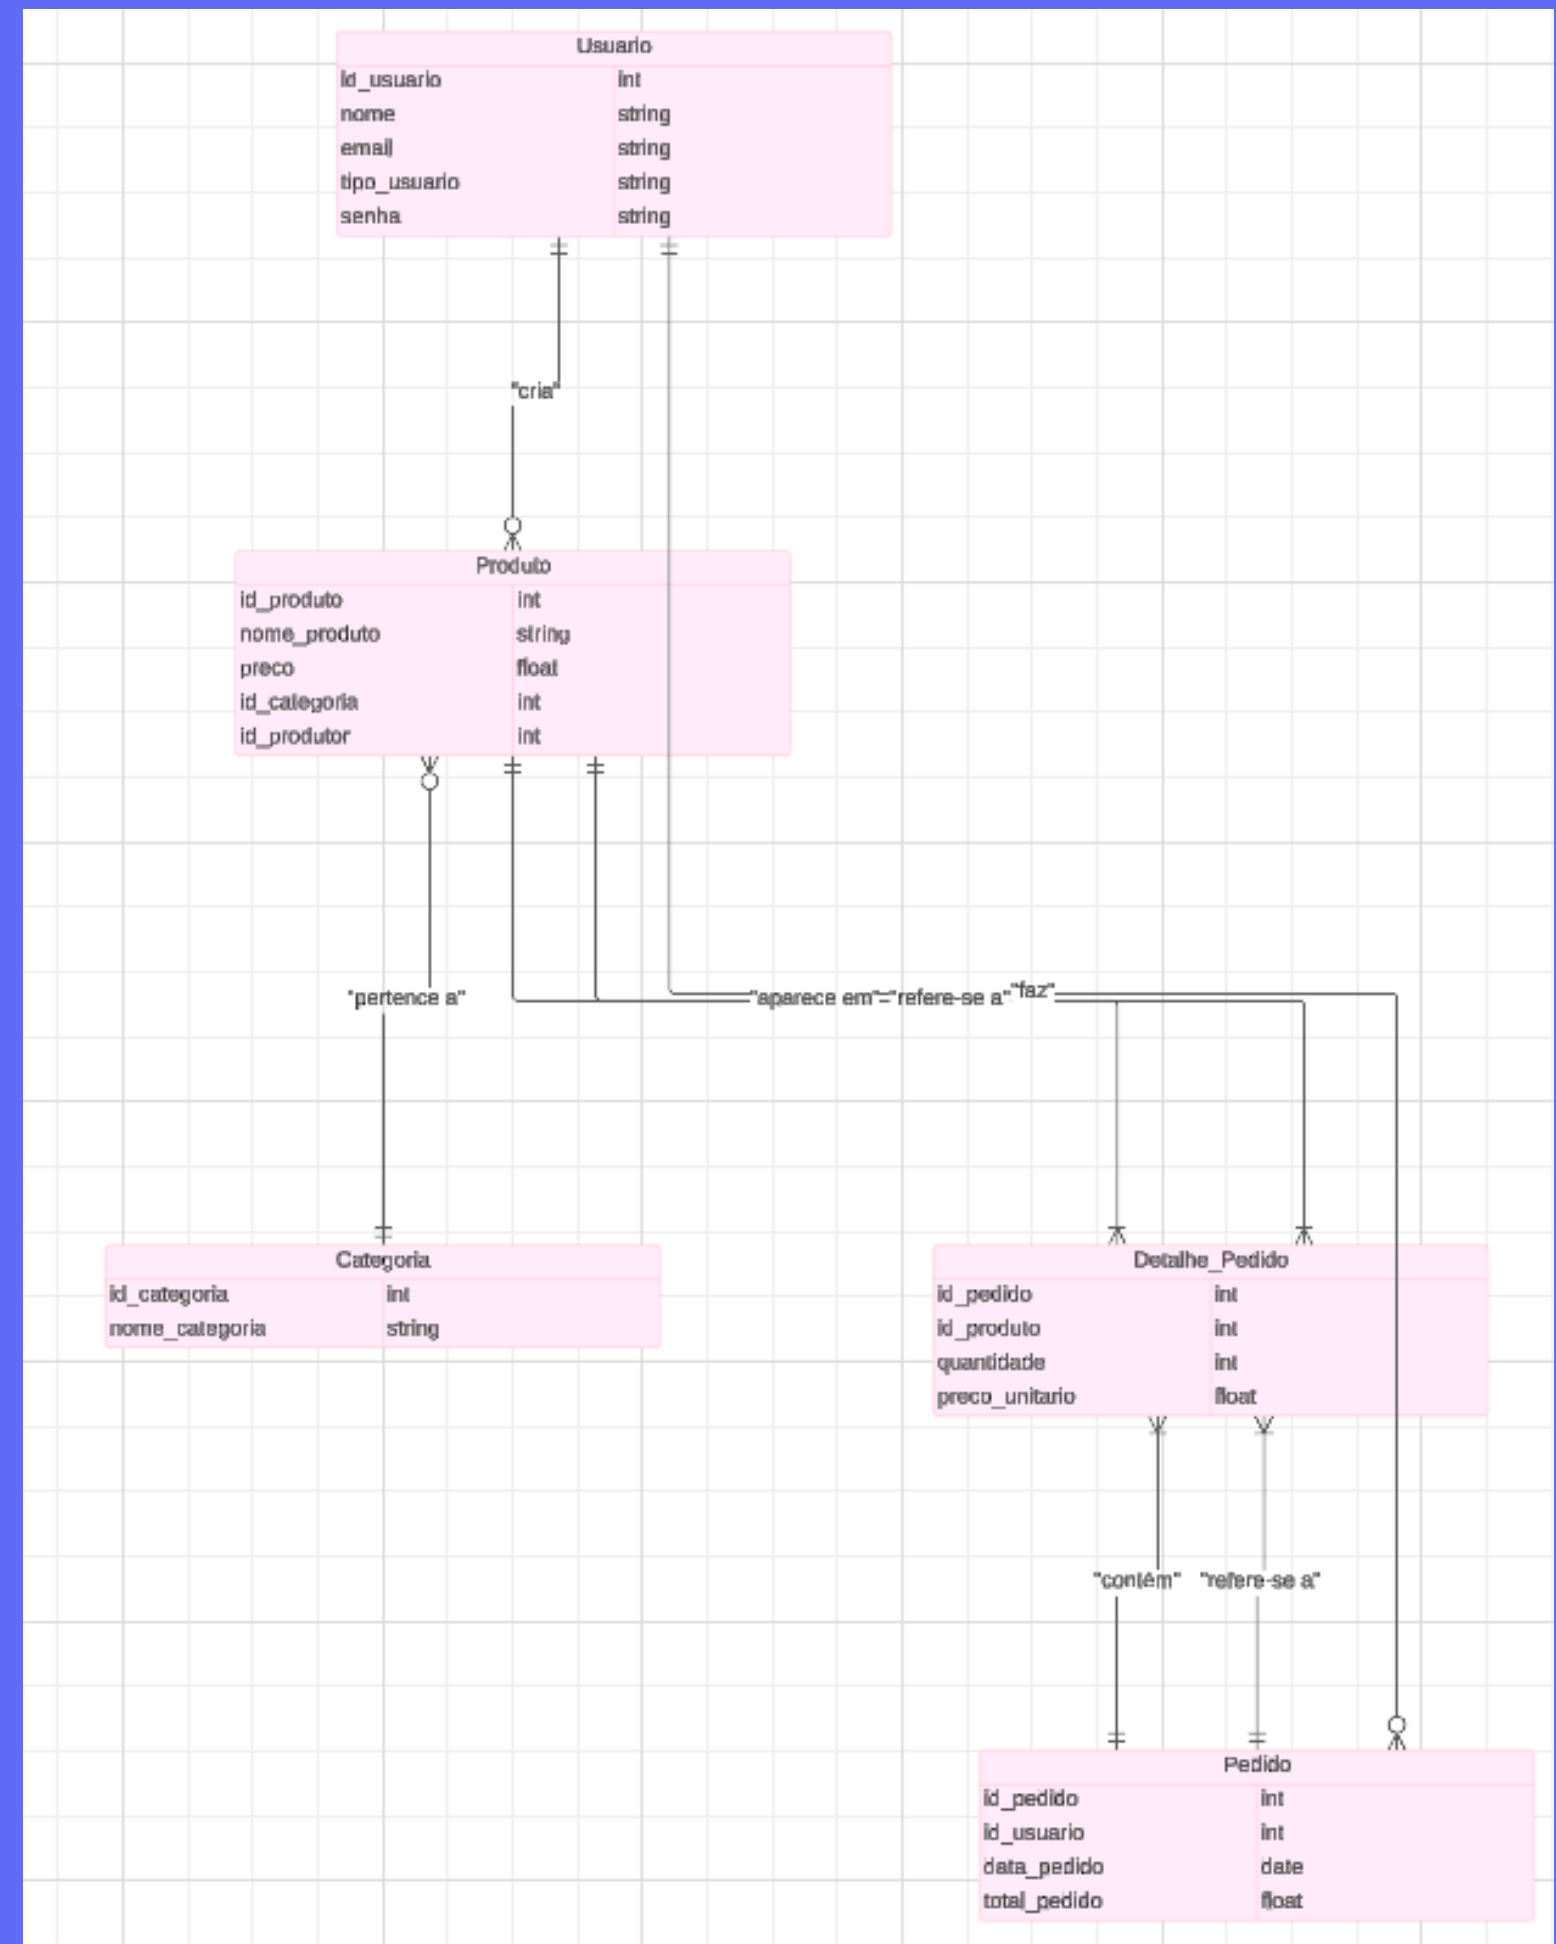 Usuario
id_usuario int
nome string
email string
tipo_usuario string
senha string
"cria"
Produto
id_produto int
nome_produto string
preco float
id_categoria int
id_produtor int
"pertence a" "aparece em" "refere-se a" "faz"
Categoria
id_categoria int
nome_categoria string
Detalhe_Pedido
id_pedido int
id_produto int
quantidade int
preco_unitario float
"contém" "refere-se a"
Pedido
id_pedido int
id_usuario int
data_pedido date
total_pedido float